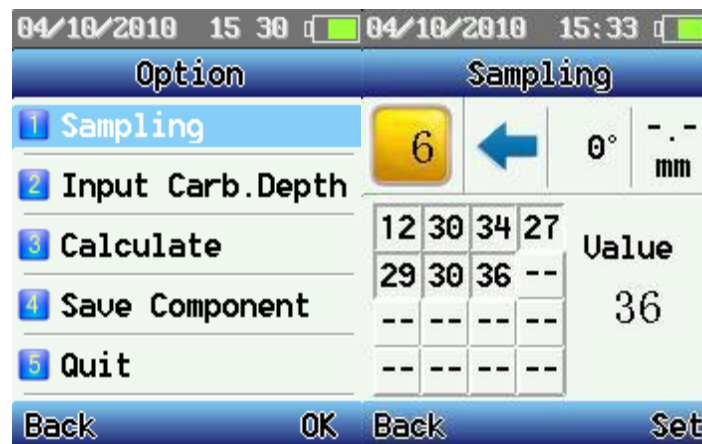 04/10/2010 15 30
Option
1 Sampling
2 Input Carb.Depth
3 Calculate
4 Save Component
5 Quit
Back OK
04/10/2010 15:33
Sampling
6 0° -.- mm
12 30 34 27
29 30 36 --
-- -- -- --
-- -- -- --
Value
36
Back Set